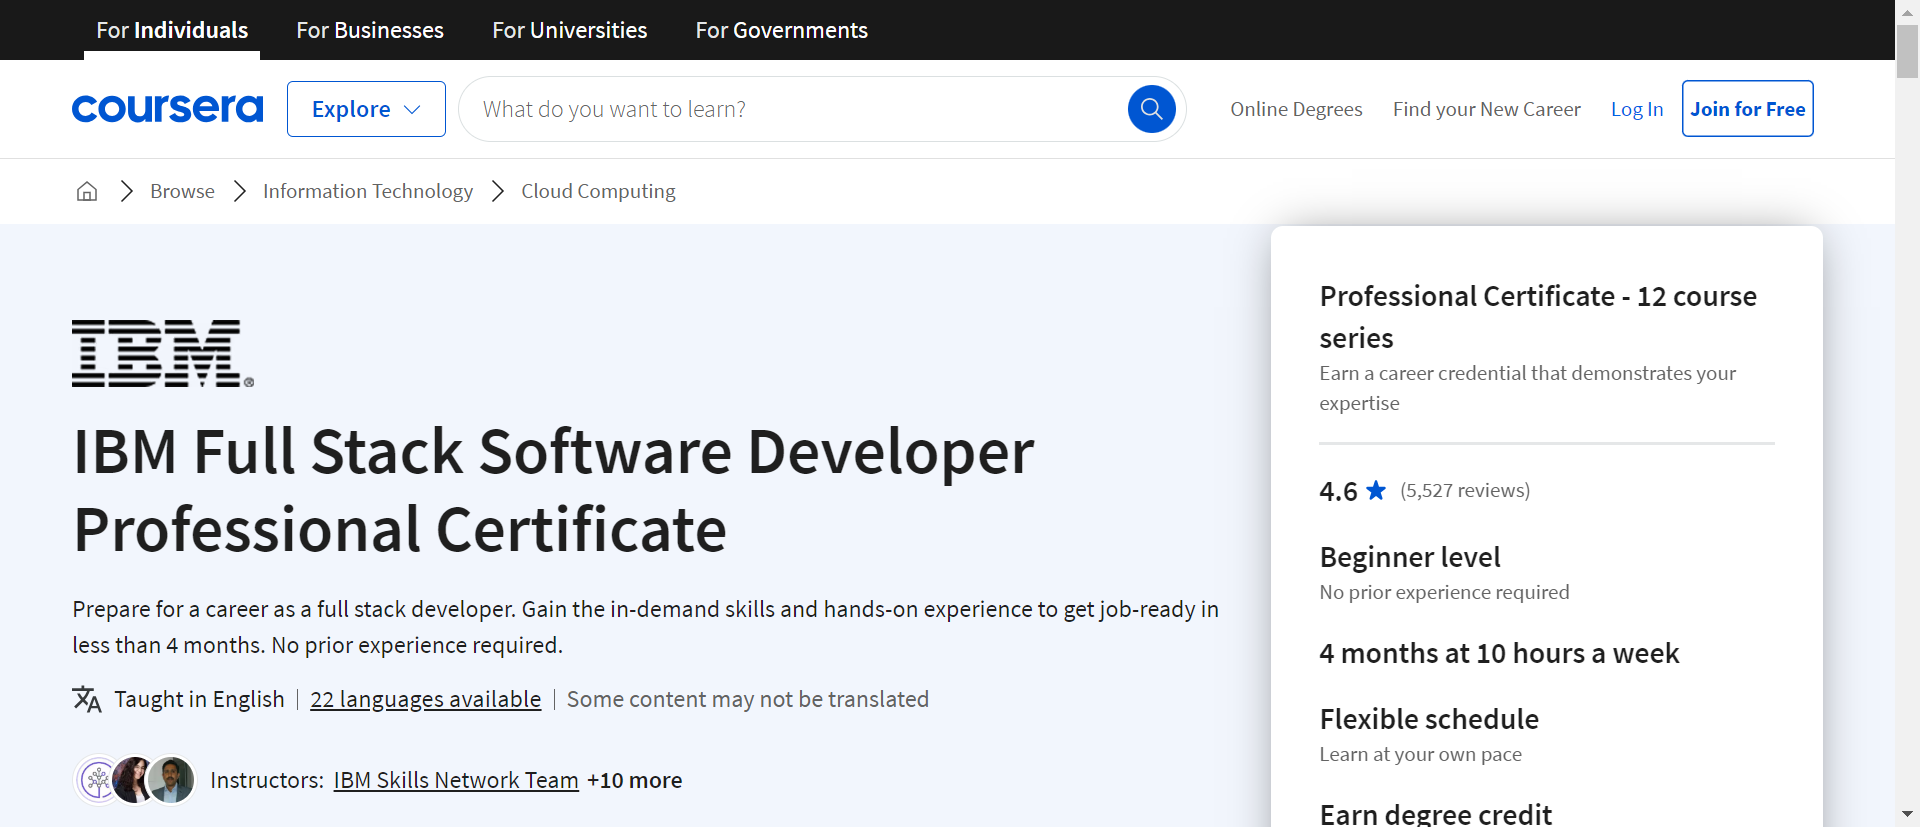 For Individuals
For Businesses
For Universities
For Governments
coursera
Explore
What do you want to learn?
Online Degrees
Find your New Career
Log In
Join for Free
Browse
Information Technology
Cloud Computing
IBM®
IBM Full Stack Software Developer
Professional Certificate
Prepare for a career as a full stack developer. Gain the in-demand skills and hands-on experience to get job-ready in
less than 4 months. No prior experience required.
Taught in English
22 languages available
Some content may not be translated
Instructors: IBM Skills Network Team +10 more
Professional Certificate - 12 course
series
Earn a career credential that demonstrates your
expertise
4.6 ★ (5,527 reviews)
Beginner level
No prior experience required
4 months at 10 hours a week
Flexible schedule
Learn at your own pace
Earn degree credit